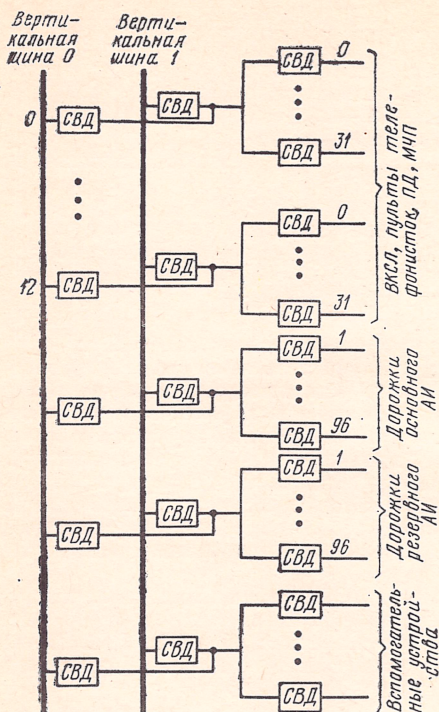 Верти-
кальная
шина 0
Верти-
кальная
шина 1
СВД
0
СВД
СВД
0
СВД
31
СВД
0
СВД
12
СВД
СВД
31
ВКСЛ, пульты теле-
фонисток, ПД, МЧП
СВД
1
СВД
СВД
СВД
96
Дорожки
основного
АИ
СВД
1
СВД
СВД
СВД
96
Дорожки
резервного
АИ
СВД
СВД
СВД
СВД
Вспомогатель-
ные устрой-
ства